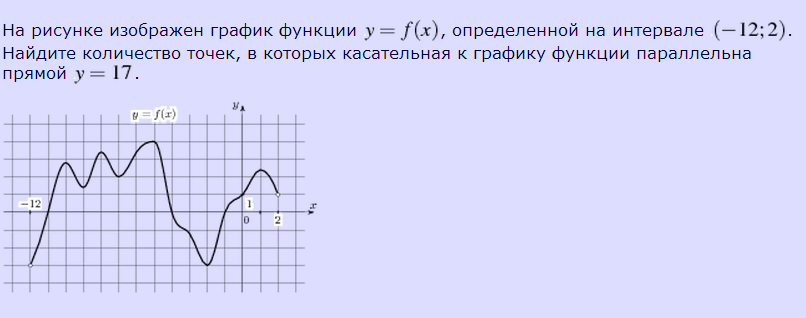 На рисунке изображен график функции y = f(x), определенной на интервале (−12;2).
Найдите количество точек, в которых касательная к графику функции параллельна
прямой y = 17.
y
y = f(x)
−12
1
x
0
2